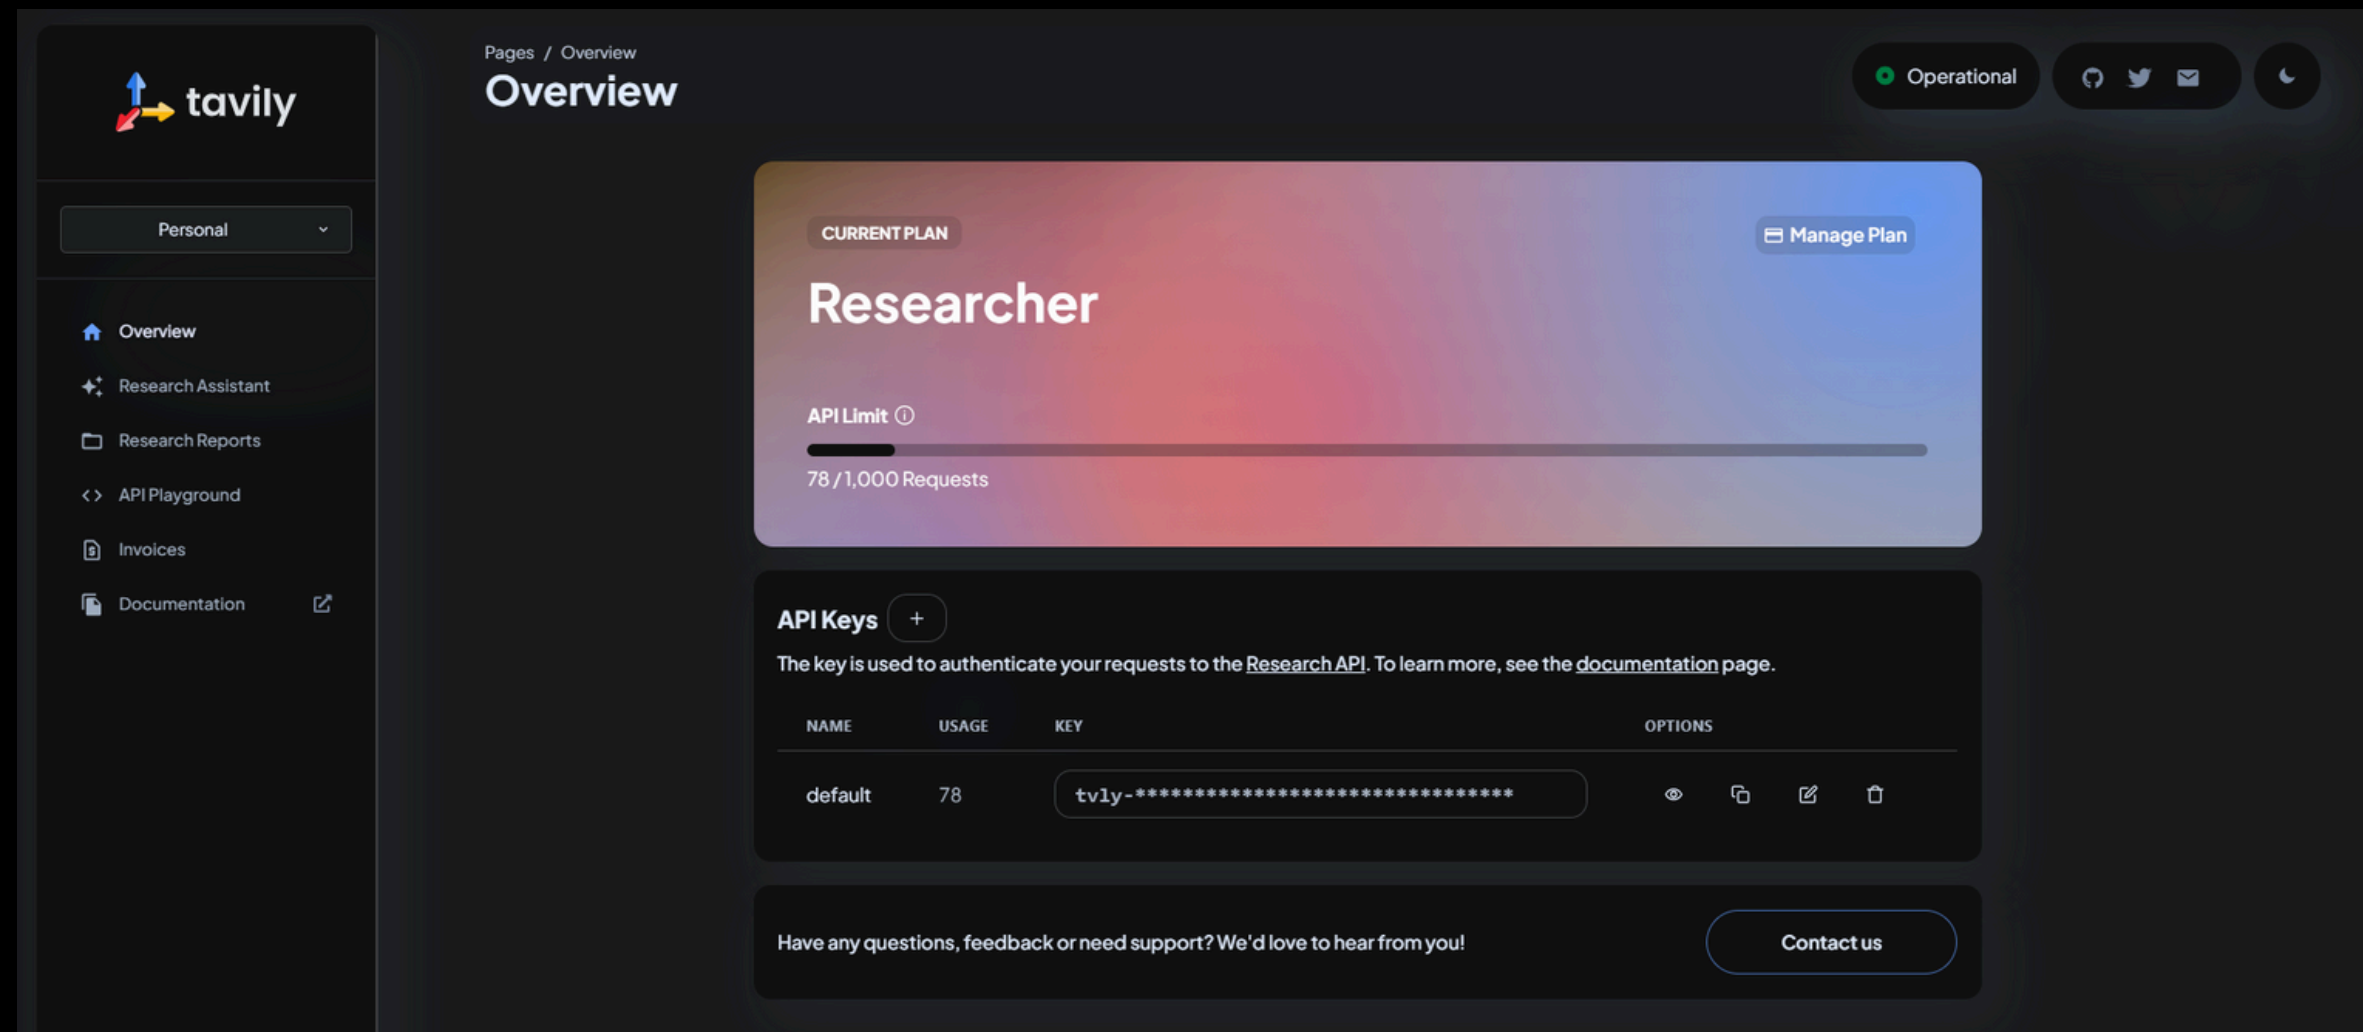 tavily
Personal
Overview
Research Assistant
Research Reports
API Playground
Invoices
Documentation
Pages / Overview
Overview
Operational
CURRENT PLAN
Manage Plan
Researcher
API Limit
78 / 1,000 Requests
API Keys +
The key is used to authenticate your requests to the Research API. To learn more, see the documentation page.
NAME USAGE KEY OPTIONS
default 78 tvly-********************************
Have any questions, feedback or need support? We'd love to hear from you!
Contact us